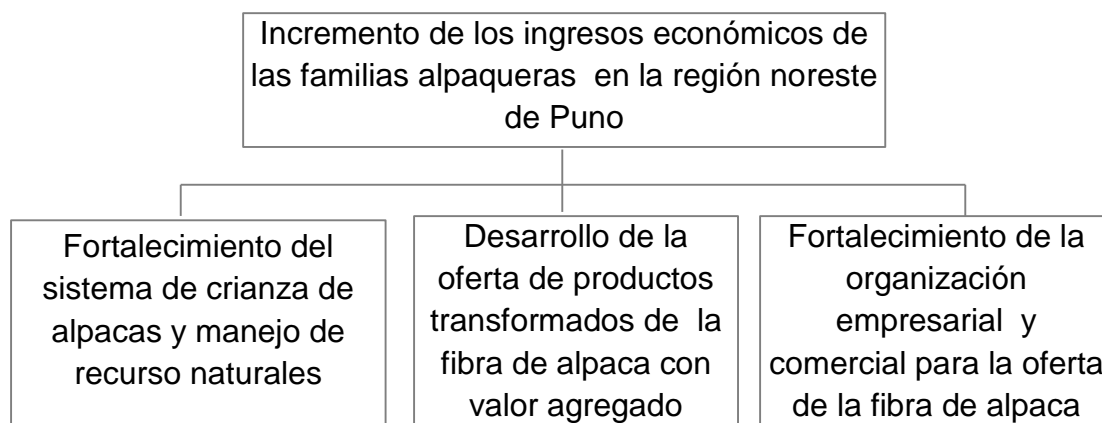 Incremento de los ingresos económicos de
las familias alpaqueras en la región noreste
de Puno
Fortalecimiento del
sistema de crianza de
alpacas y manejo de
recurso naturales
Desarrollo de la
oferta de productos
transformados de la
fibra de alpaca con
valor agregado
Fortalecimiento de la
organización
empresarial y
comercial para la oferta
de la fibra de alpaca